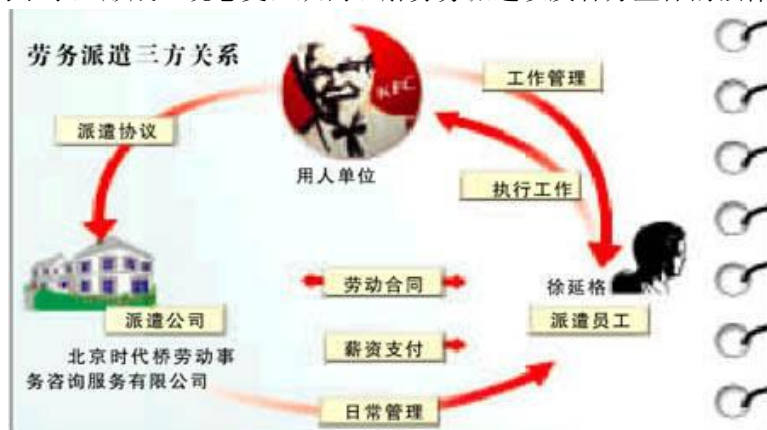 劳务派遣三方关系
KFC
工作管理
派遣协议
用人单位
执行工作
劳动合同
徐延格
派遣公司
派遣员工
薪资支付
北京时代桥劳动事
务咨询服务有限公司
日常管理